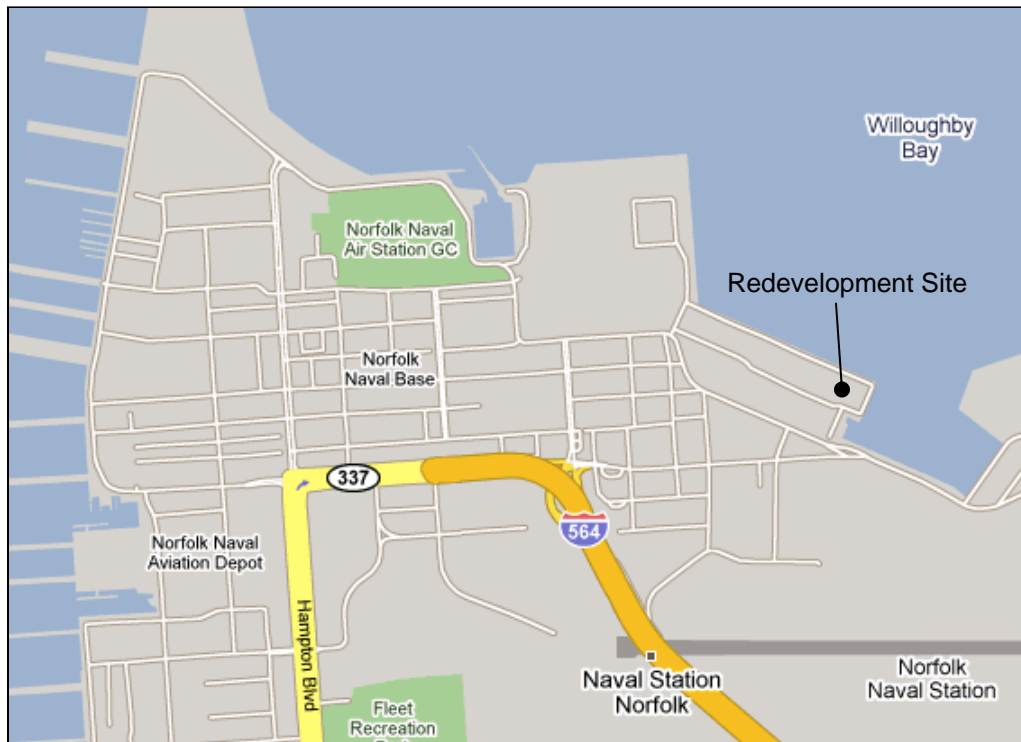 Willoughby
Bay
Norfolk Naval
Air Station GC
Redevelopment Site
Norfolk
Naval Base
337
564
Norfolk Naval
Aviation Depot
Hampton Blvd
Naval Station
Norfolk
Norfolk
Naval Station
Fleet
Recreation